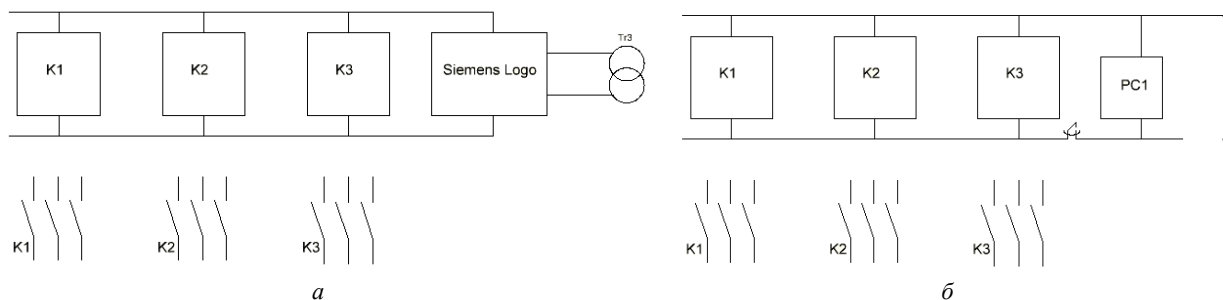 Tr3
K1 K2 K3 Siemens Logo
K1 K2 K3
а
K1 K2 K3 PC1
K1 K2 K3
б